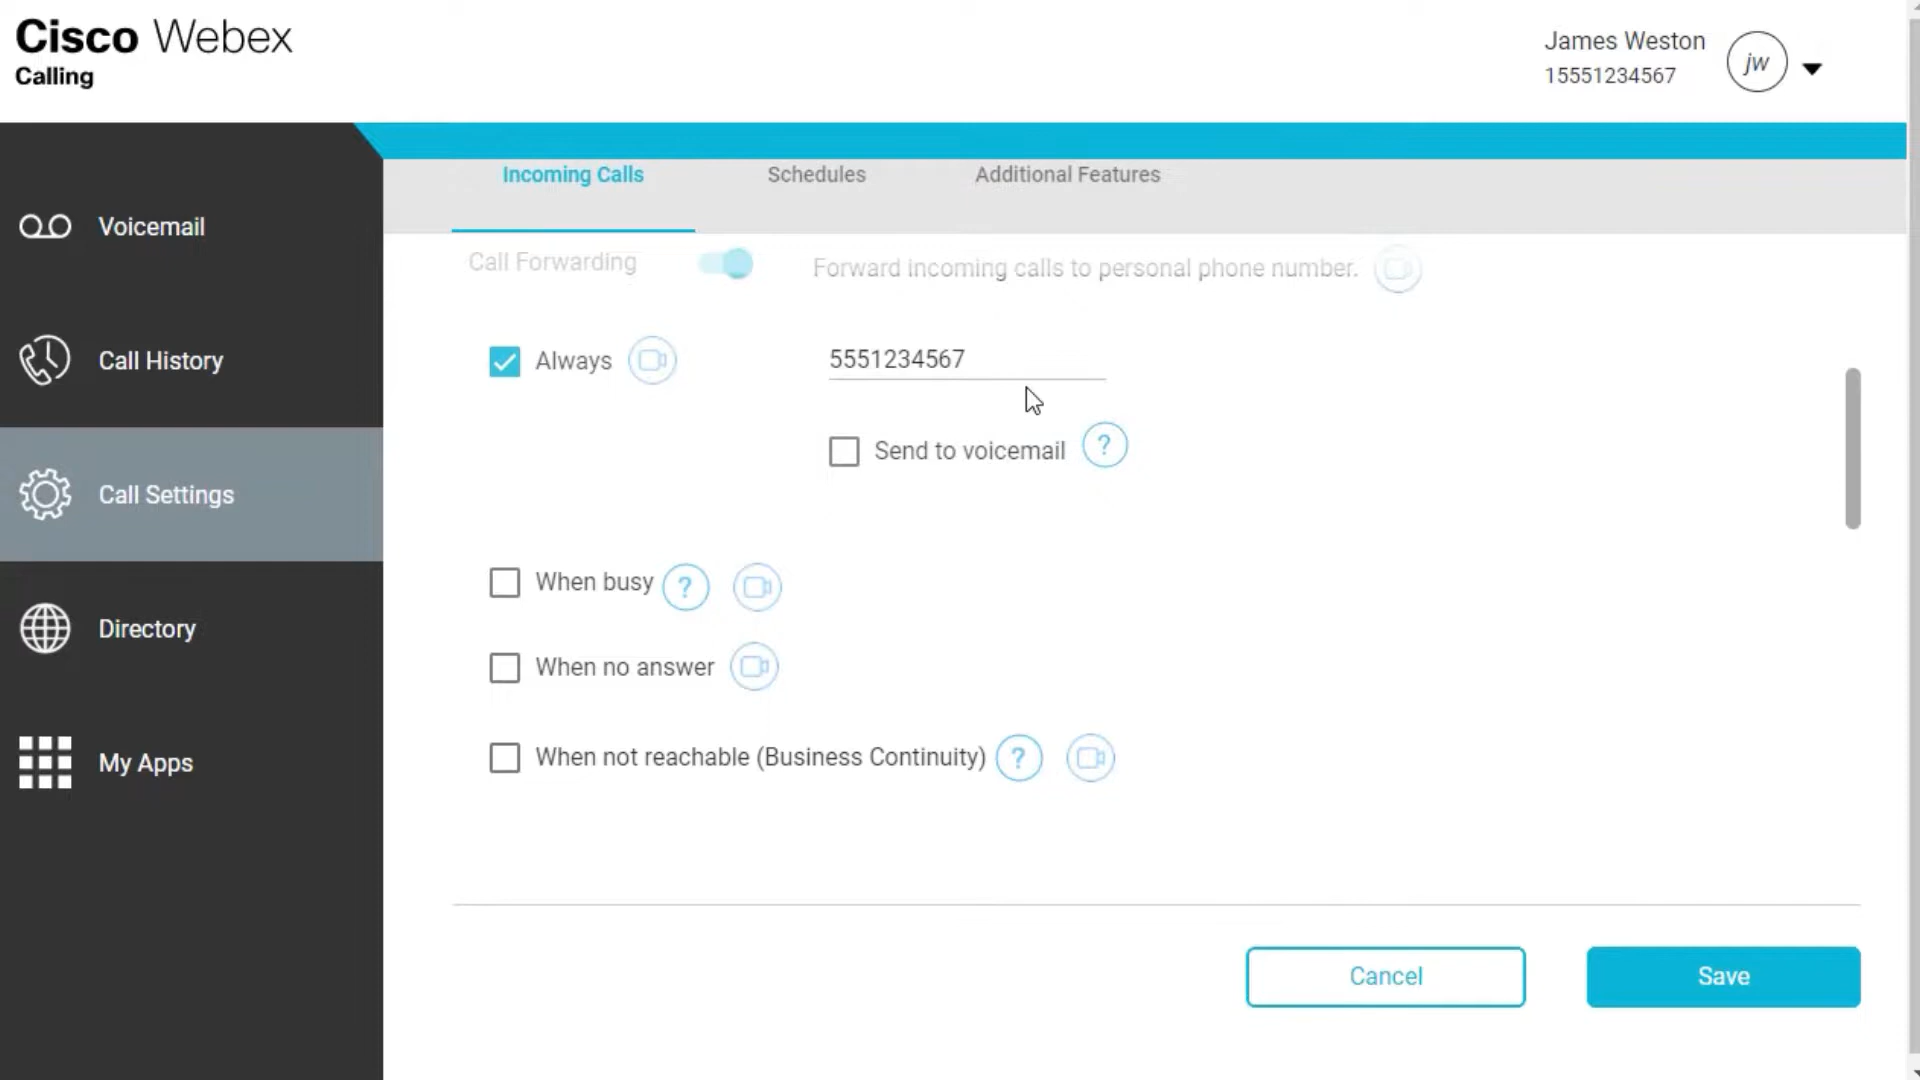 Cisco Webex
Calling
James Weston
15551234567
jw
Incoming Calls
Schedules
Additional Features
Voicemail
Call History
Call Settings
Directory
My Apps
Call Forwarding
Forward incoming calls to personal phone number.
Always
5551234567
Send to voicemail
?
When busy
?
When no answer
When not reachable (Business Continuity)
?
Cancel
Save